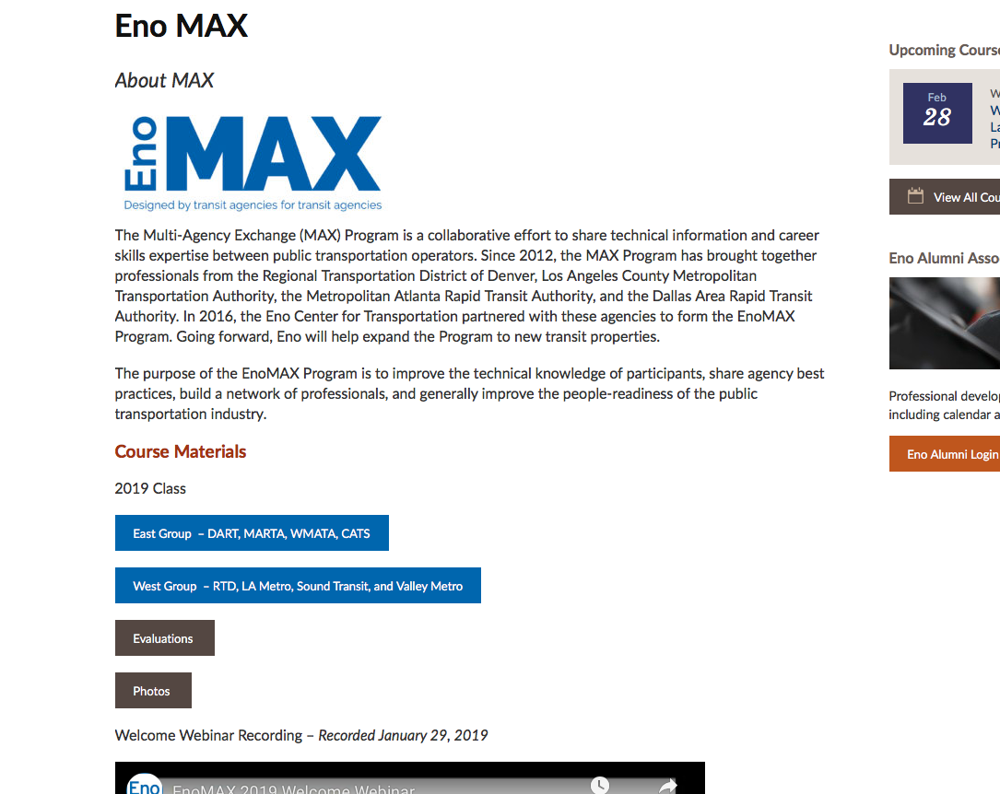 Eno MAX
About MAX
Eno MAX
Designed by transit agencies for transit agencies
The Multi-Agency Exchange (MAX) Program is a collaborative effort to share technical information and career
skills expertise between public transportation operators. Since 2012, the MAX Program has brought together
professionals from the Regional Transportation District of Denver, Los Angeles County Metropolitan
Transportation Authority, the Metropolitan Atlanta Rapid Transit Authority, and the Dallas Area Rapid Transit
Authority. In 2016, the Eno Center for Transportation partnered with these agencies to form the EnoMAX
Program. Going forward, Eno will help expand the Program to new transit properties.
The purpose of the EnoMAX Program is to improve the technical knowledge of participants, share agency best
practices, build a network of professionals, and generally improve the people-readiness of the public
transportation industry.
Course Materials
2019 Class
East Group – DART, MARTA, WMATA, CATS
West Group – RTD, LA Metro, Sound Transit, and Valley Metro
Evaluations
Photos
Welcome Webinar Recording – Recorded January 29, 2019
Eno EnoMAX 2019 Welcome Webinar
Upcoming Course
Feb
28
View All Cou
Eno Alumni Asso
Professional develop
including calendar a
Eno Alumni Login